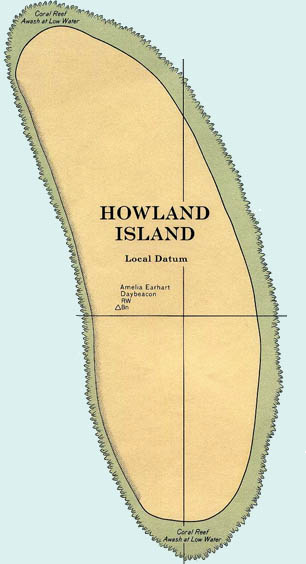 Coral Reef
Awash at Low Water
HOWLAND
ISLAND
Local Datum
Amelia Earhart
Daybeacon
RW
Bn
Coral Reef
Awash at Low Water